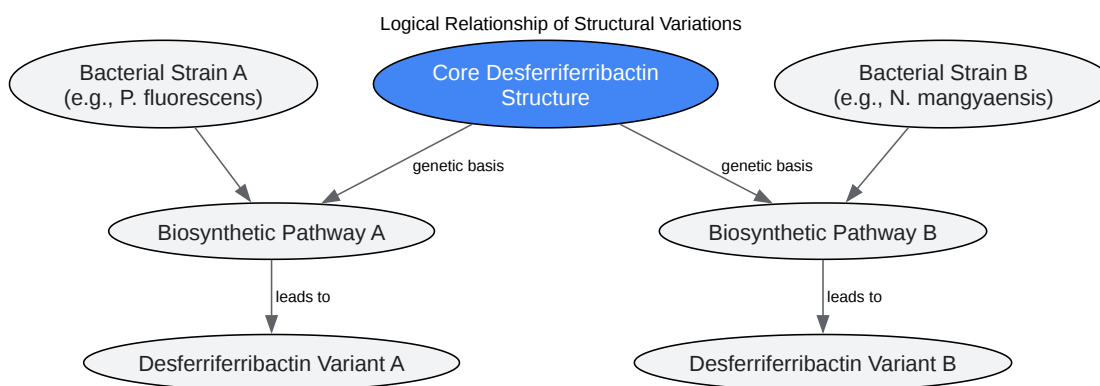 Logical Relationship of Structural Variations
Bacterial Strain A
(e.g., P. fluorescens)
Core Desferriferribactin
Structure
Bacterial Strain B
(e.g., N. mangyaensis)
genetic basis
genetic basis
Biosynthetic Pathway A
Biosynthetic Pathway B
leads to
leads to
Desferriferribactin Variant A
Desferriferribactin Variant B